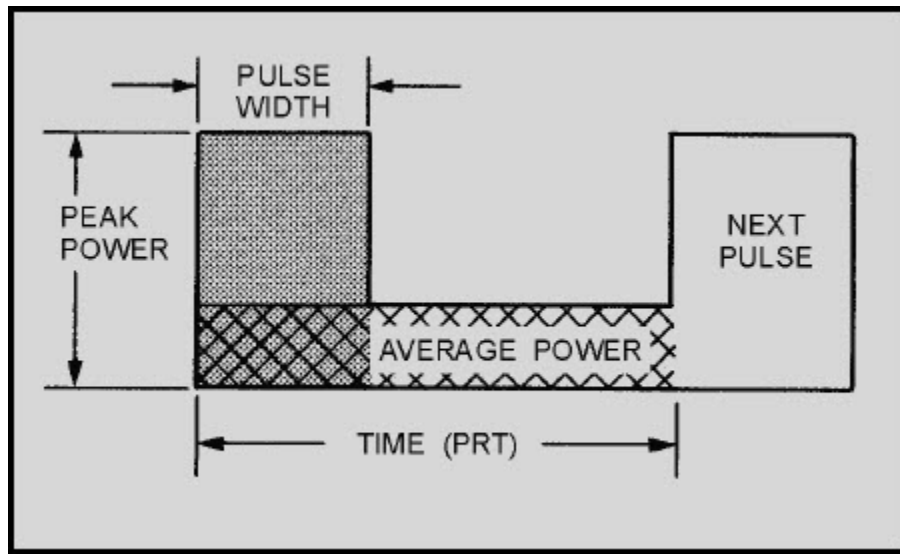 PULSE
WIDTH
PEAK
POWER
NEXT
PULSE
AVERAGE POWER
TIME (PRT)